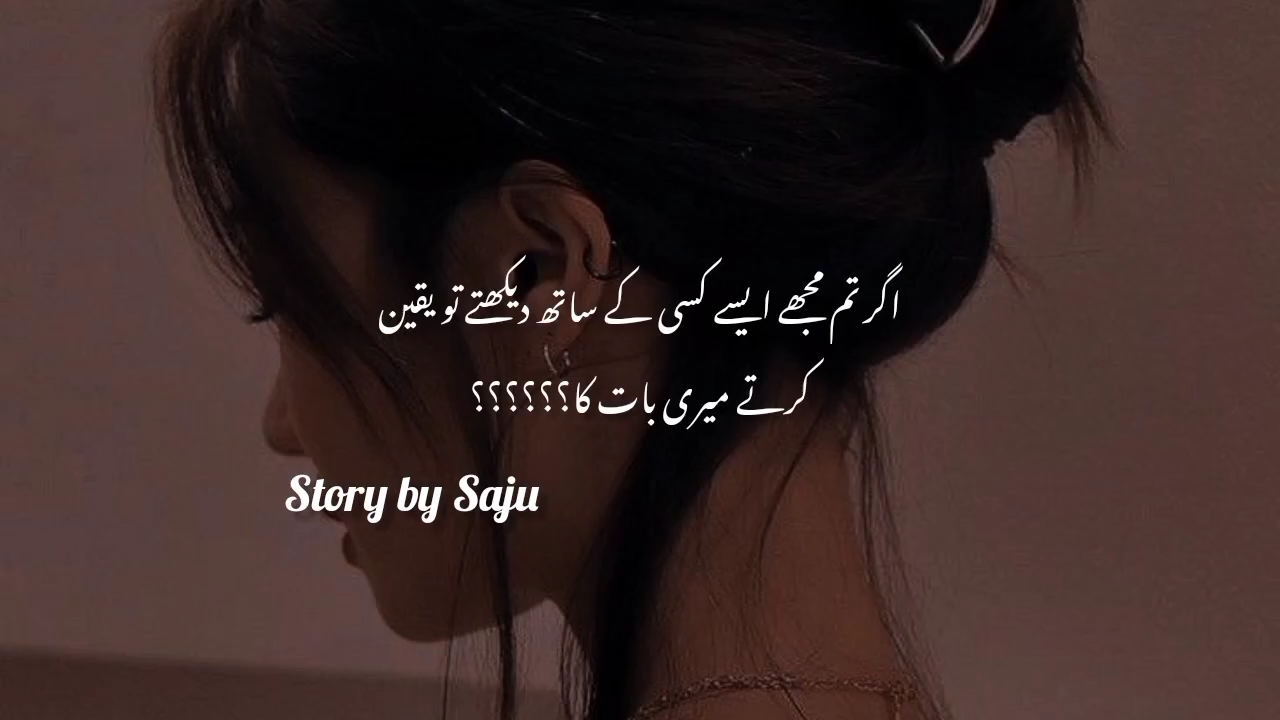 اگر تم مجھے ایسے کسی کے ساتھ دیکھتے تو یقین
کرتے میری بات کا؟؟؟؟؟؟
Story by Saju